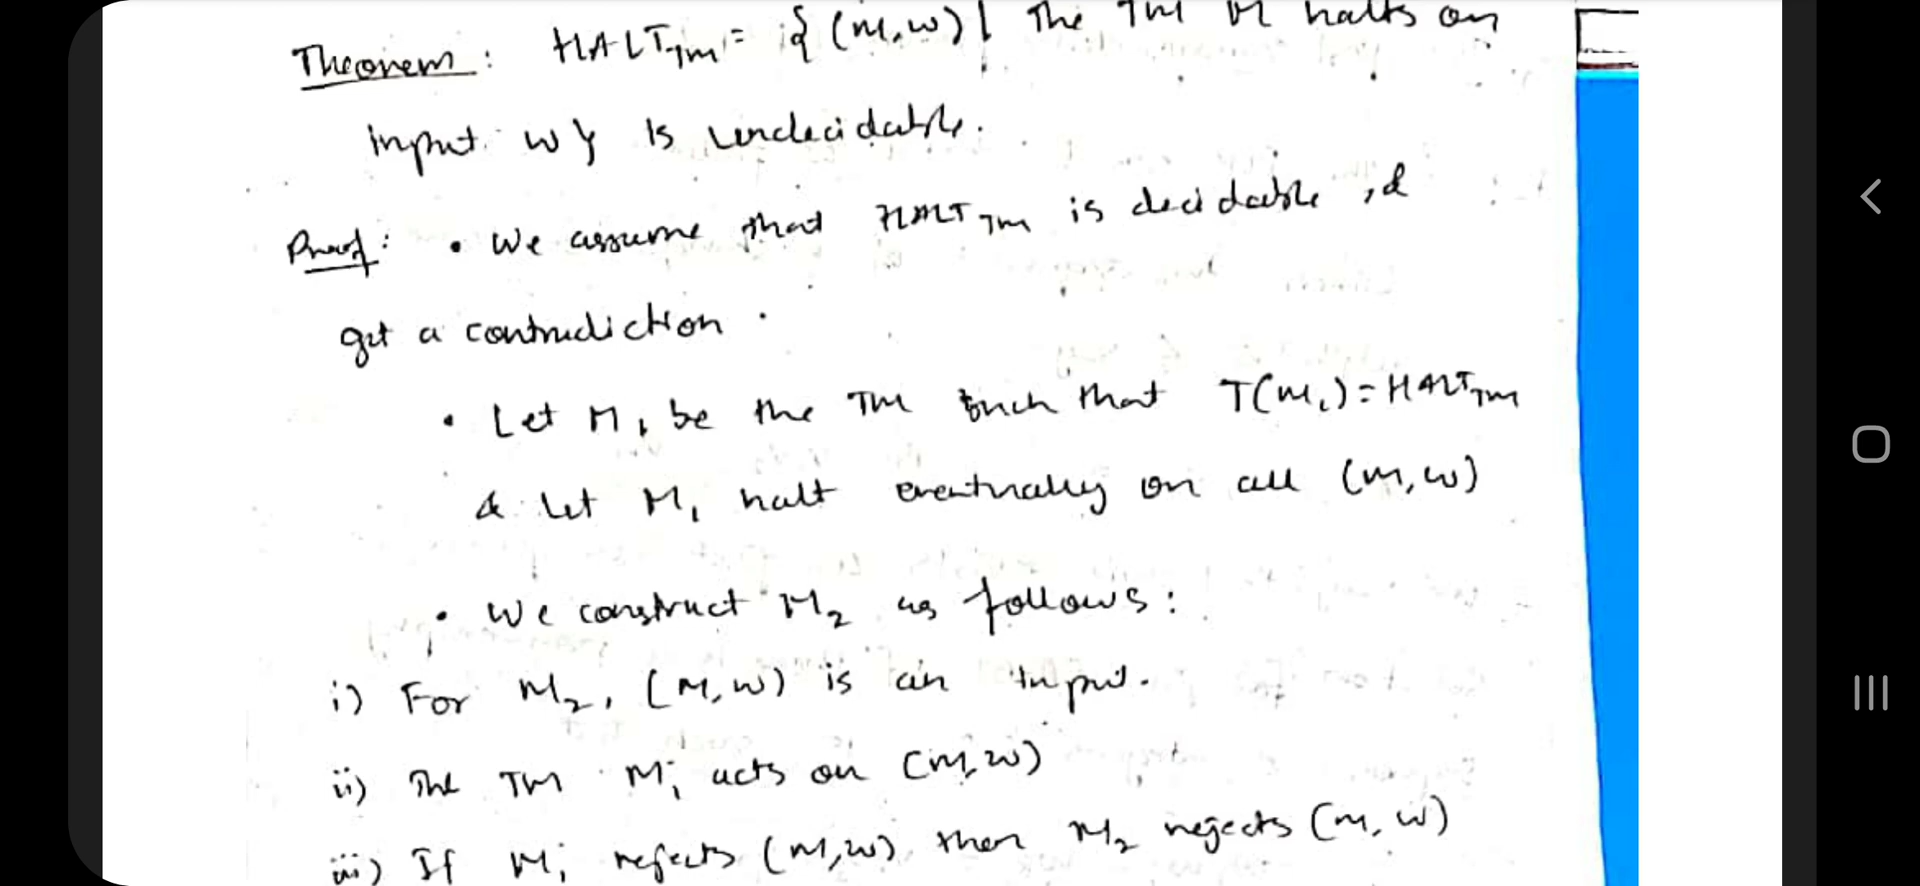 Theorem: HALT_TM = {(M,w) | The TM M halts on
input w} is undecidable.
Proof: • We assume that HALT_TM is decidable, &
get a contradiction.
• Let M₁ be the TM such that T(M₁) = HALT_TM
& let M₁ halt eventually on all (M,w)
• We construct M₂ as follows:
i) For M₂, (M,w) is an input.
ii) The TM M₁ acts on (M,w)
iii) If M₁ rejects (M,w) then M₂ rejects (M,w)